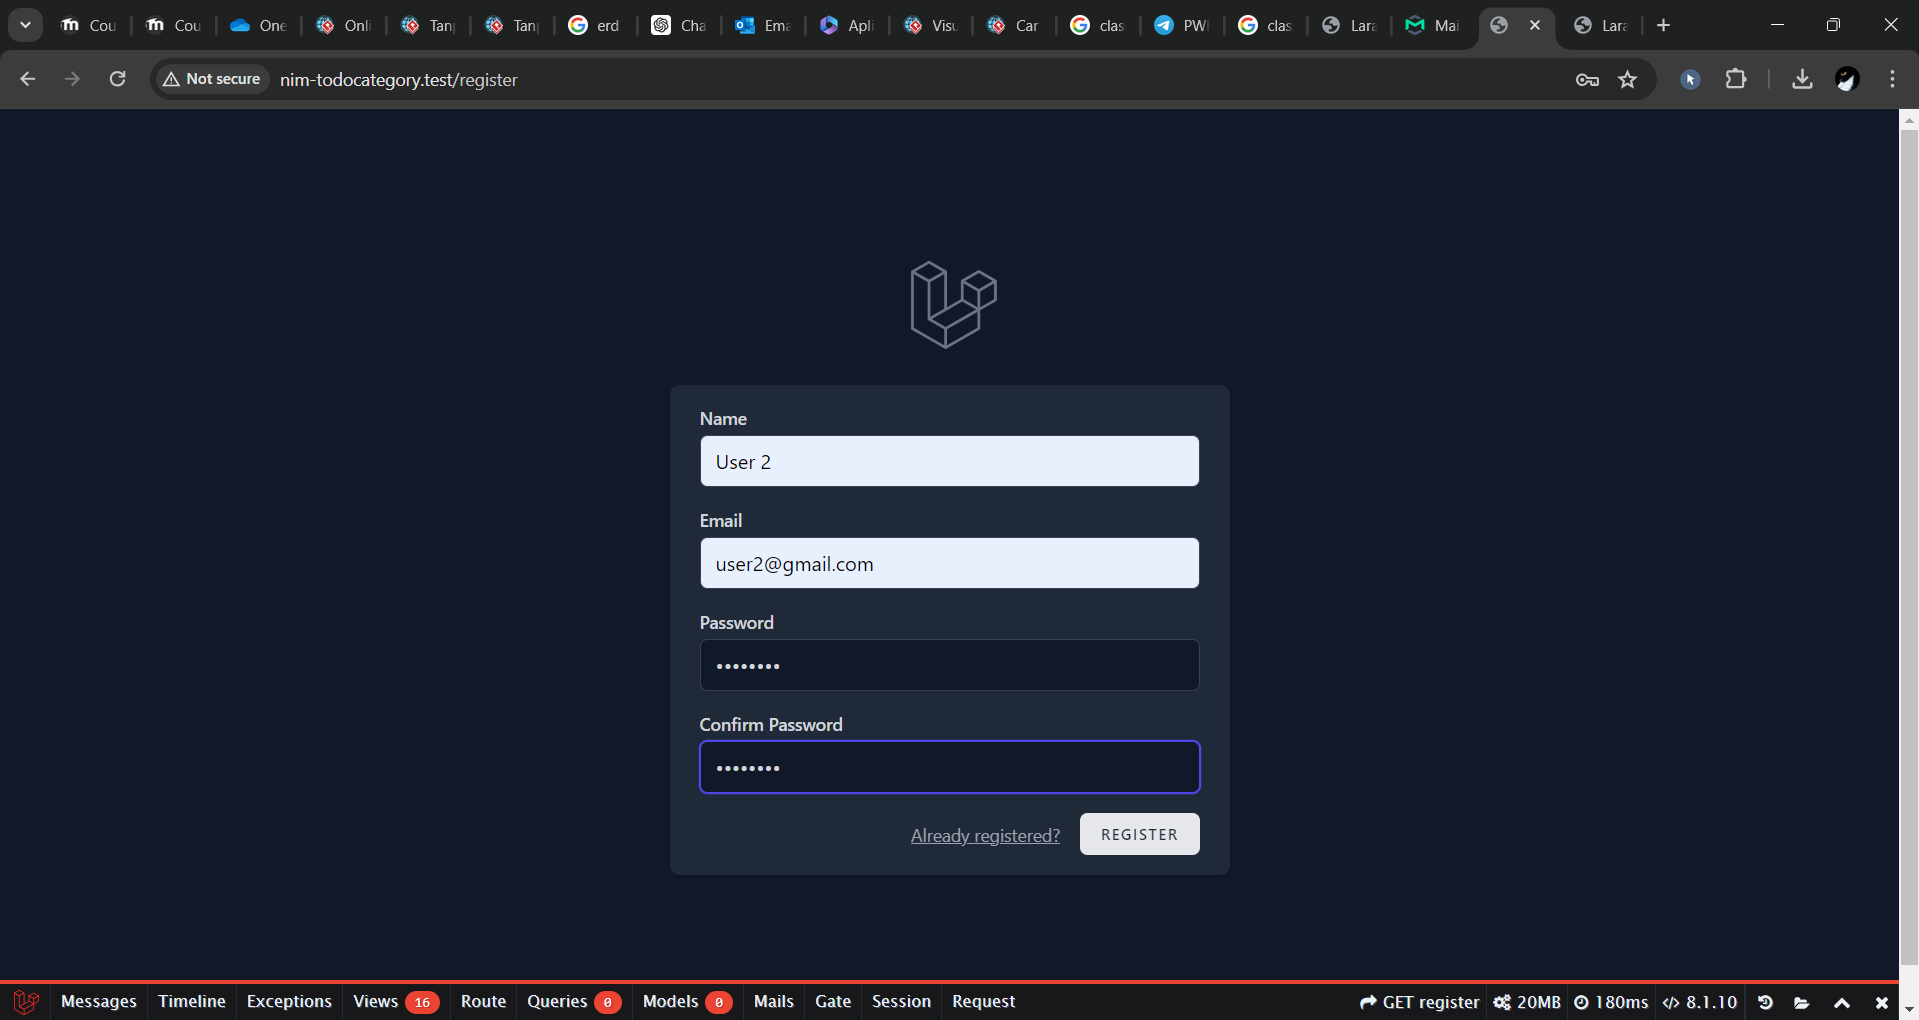 Cou Cou One Onli Tan Tan erd Cha Ema Apli Visu Car clas PW clas Lara Mai Lara
Not secure nim-todocategory.test/register
Name
User 2
Email
user2@gmail.com
Password
••••••••
Confirm Password
••••••••
Already registered? REGISTER
Messages Timeline Exceptions Views 16 Route Queries 0 Models 0 Mails Gate Session Request GET register 20MB 180ms 8.1.10